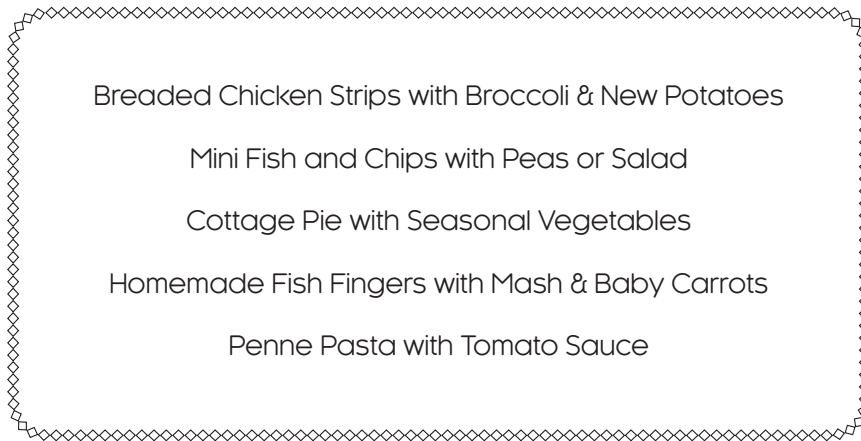 Breaded Chicken Strips with Broccoli & New Potatoes
Mini Fish and Chips with Peas or Salad
Cottage Pie with Seasonal Vegetables
Homemade Fish Fingers with Mash & Baby Carrots
Penne Pasta with Tomato Sauce